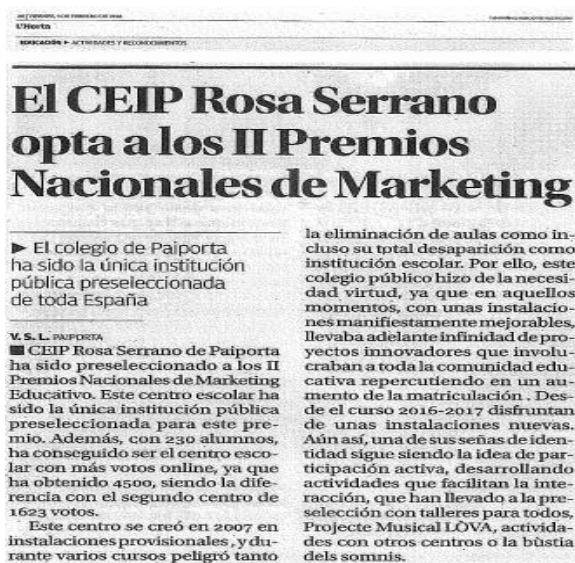 L'Horta
EDUCACIÓN ► ACTIVIDADES Y RECONOCIMIENTOS
El CEIP Rosa Serrano
opta a los II Premios
Nacionales de Marketing
► El colegio de Paiporta
ha sido la única institución
pública preseleccionada
de toda España
V. S. L. PAIPORTA
■ CEIP Rosa Serrano de Paiporta
ha sido preseleccionado a los II
Premios Nacionales de Marketing
Educativo. Este centro escolar ha
sido la única institución pública
preseleccionada para este pre-
mio. Además, con 230 alumnos,
ha conseguido ser el centro esco-
lar con más votos online, ya que
ha obtenido 4500, siendo la dife-
rencia con el segundo centro de
1623 votos.
Este centro se creó en 2007 en
instalaciones provisionales , y du-
rante varios cursos peligró tanto
la eliminación de aulas como in-
cluso su total desaparición como
institución escolar. Por ello, este
colegio público hizo de la necesi-
dad virtud, ya que en aquellos
momentos, con unas instalacio-
nes manifiestamente mejorables,
llevaba adelante infinidad de pro-
yectos innovadores que involu-
craban a toda la comunidad edu-
cativa repercutiendo en un au-
mento de la matriculación . Des-
de el curso 2016-2017 disfruntan
de unas instalaciones nuevas.
Aún así, una de sus señas de iden-
tidad sigue siendo la idea de par-
ticipación activa, desarrollando
actividades que facilitan la inte-
racción, que han llevado a la pre-
selección con talleres para todos,
Projecte Musical LÒVA, activida-
des con otros centros o la bústia
dels somnis.